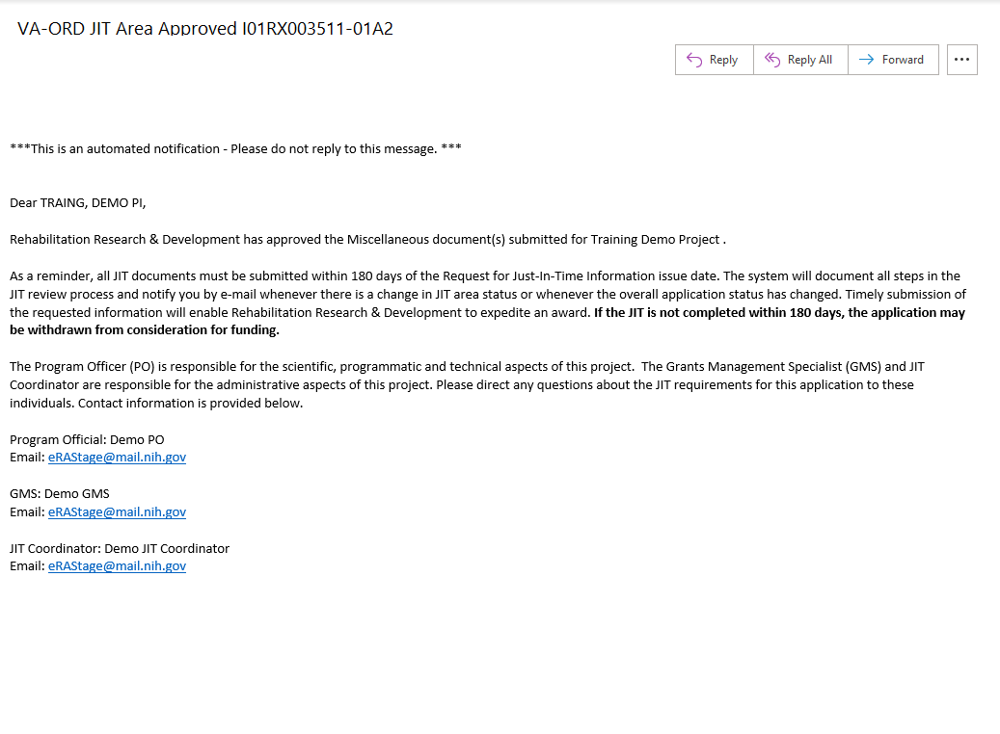 VA-ORD JIT Area Approved I01RX003511-01A2
Reply
Reply All
Forward
***This is an automated notification - Please do not reply to this message. ***
Dear TRAING, DEMO PI,
Rehabilitation Research & Development has approved the Miscellaneous document(s) submitted for Training Demo Project .
As a reminder, all JIT documents must be submitted within 180 days of the Request for Just-In-Time Information issue date. The system will document all steps in the
JIT review process and notify you by e-mail whenever there is a change in JIT area status or whenever the overall application status has changed. Timely submission of
the requested information will enable Rehabilitation Research & Development to expedite an award. If the JIT is not completed within 180 days, the application may
be withdrawn from consideration for funding.
The Program Officer (PO) is responsible for the scientific, programmatic and technical aspects of this project.  The Grants Management Specialist (GMS) and JIT
Coordinator are responsible for the administrative aspects of this project. Please direct any questions about the JIT requirements for this application to these
individuals. Contact information is provided below.
Program Official: Demo PO
Email: eRAStage@mail.nih.gov
GMS: Demo GMS
Email: eRAStage@mail.nih.gov
JIT Coordinator: Demo JIT Coordinator
Email: eRAStage@mail.nih.gov